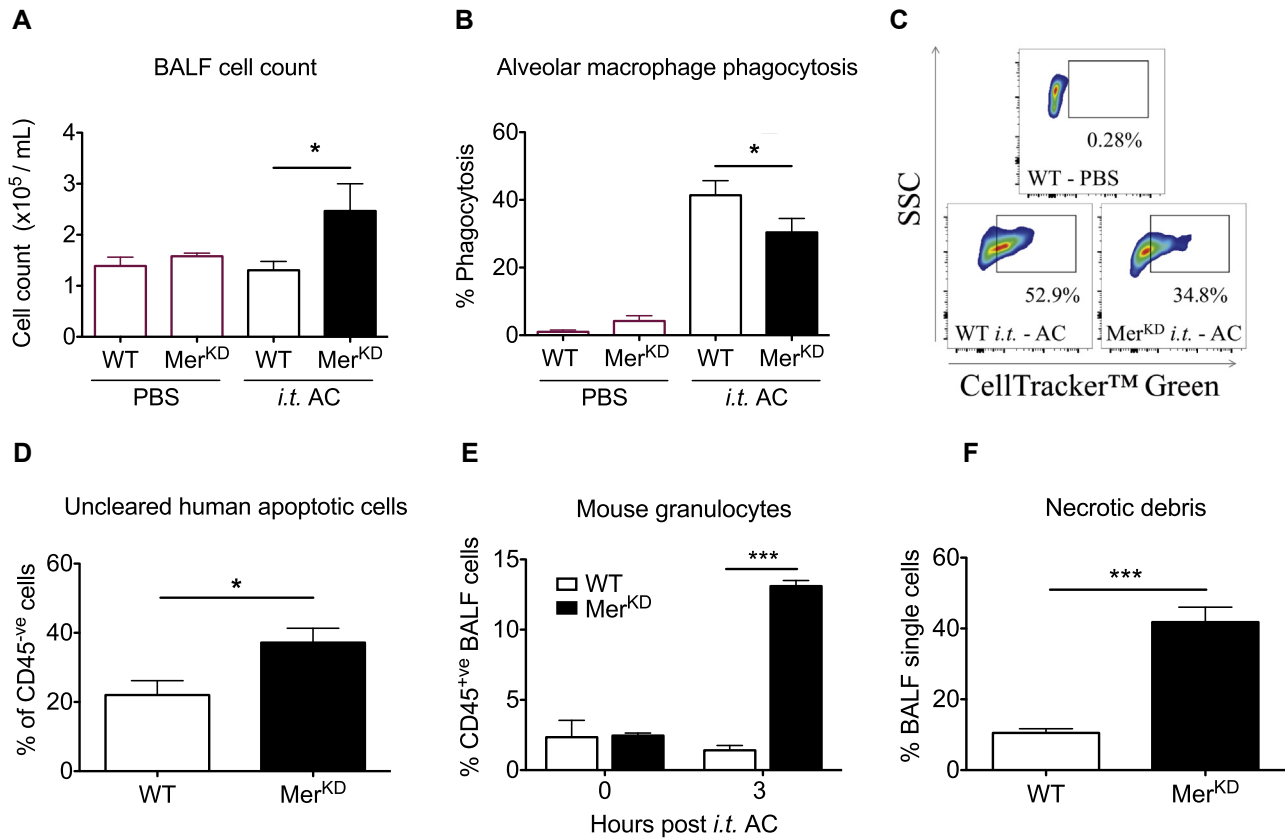 A
BALF cell count
Cell count (x10⁵ / mL)
4
3
2
1
0
*
WT Mer^KD WT Mer^KD
PBS i.t. AC
B
Alveolar macrophage phagocytosis
% Phagocytosis
60
40
20
0
*
WT Mer^KD WT Mer^KD
PBS i.t. AC
C
SSC
0.28%
WT - PBS
52.9%
WT i.t. - AC
34.8%
Mer^KD i.t. - AC
CellTracker™ Green
D
Uncleared human apoptotic cells
% of CD45^-ve cells
60
40
20
0
*
WT Mer^KD
E
Mouse granulocytes
% CD45^+ve BALF cells
15
10
5
0
WT
Mer^KD
***
0 3
Hours post i.t. AC
F
Necrotic debris
% BALF single cells
60
40
20
0
***
WT Mer^KD